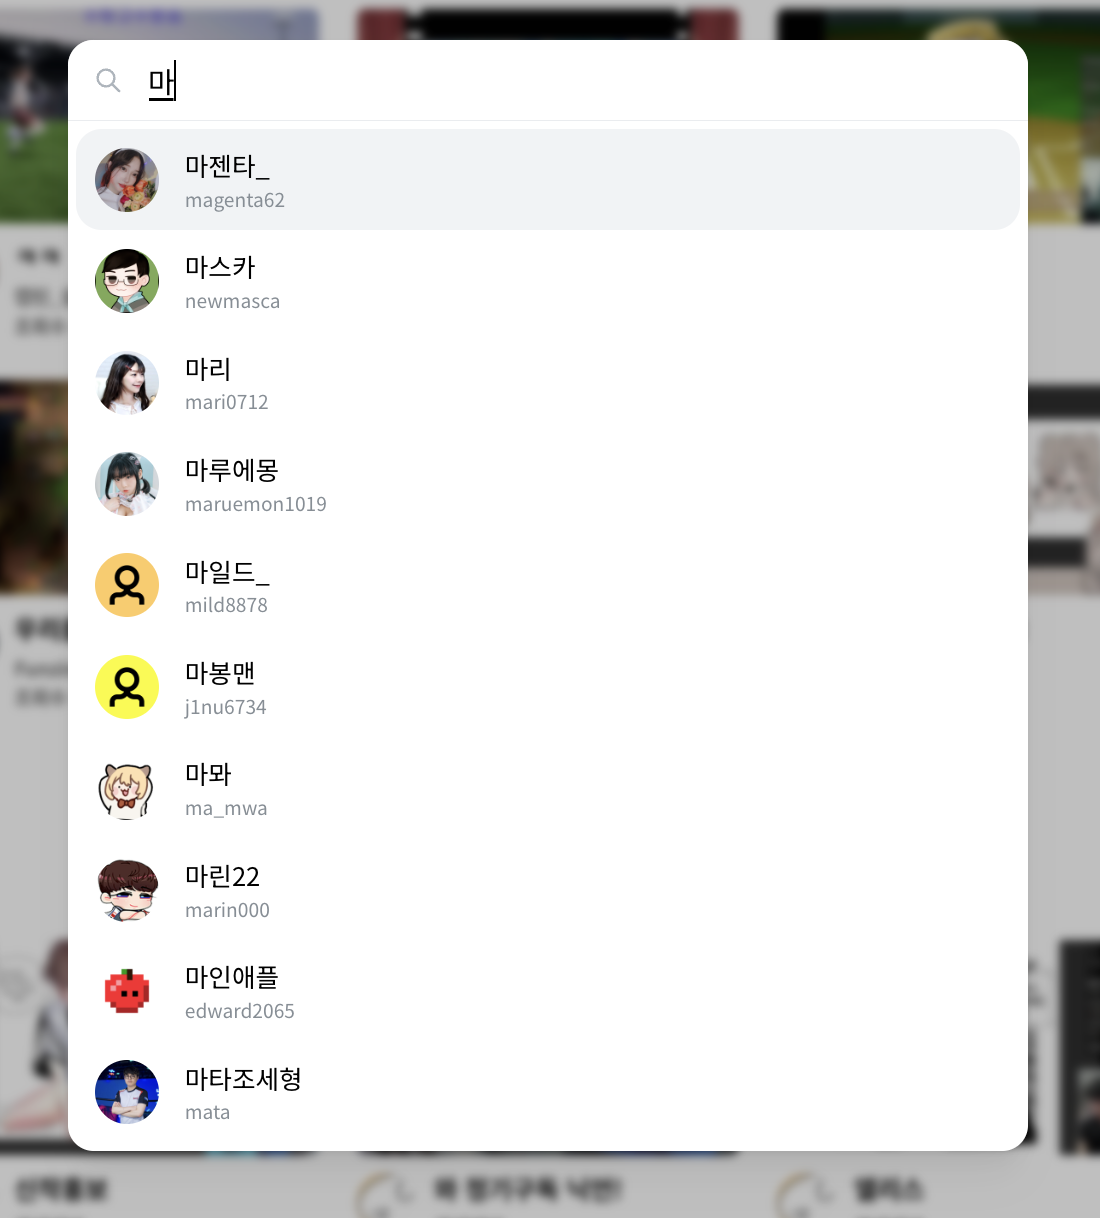 마
마젠타_
magenta62
마스카
newmasca
마리
mari0712
마루에몽
maruemon1019
마일드_
mild8878
마봉맨
j1nu6734
마뫄
ma_mwa
마린22
marin000
마인애플
edward2065
마타조세형
mata